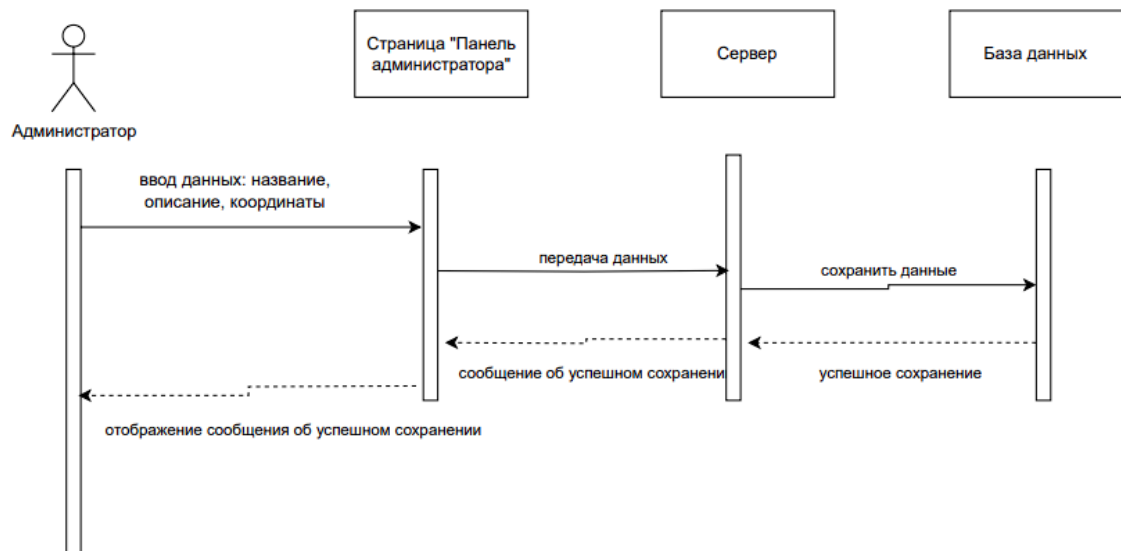 Администратор
Страница "Панель
администратора"
Сервер
База данных
ввод данных: название,
описание, координаты
передача данных
сохранить данные
сообщение об успешном сохранени
успешное сохранение
отображение сообщения об успешном сохранении